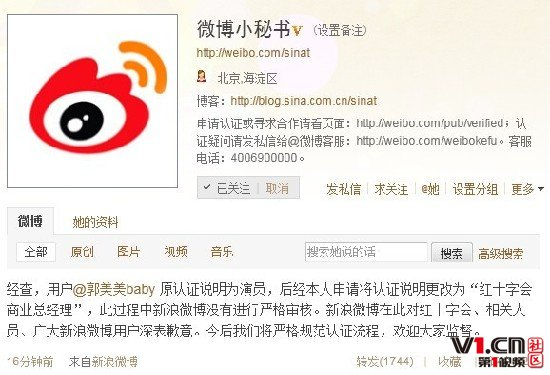 微博小秘书 V (设置备注)
http://weibo.com/sinat
北京,海淀区
博客：http://blog.sina.com.cn/sinat
申请认证或寻求合作请看页面：http://weibo.com/pub/verified，认
证疑问请发私信给@微博客服：http://weibo.com/weibokefu。客服
电话：4006900000。
已关注 | 取消
发私信 | 求关注 | @她 | 设置分组 | 更多
微博 她的资料
全部 原创 图片 视频 音乐 搜索她说的话 搜索 高级搜索
经查，用户@郭美美baby 原认证说明为演员，后经本人申请将认证说明更改为“红十字会
商业总经理”，此过程中新浪微博没有进行严格审核。新浪微博在此对红十字会、相关人
员、广大新浪微博用户深表歉意。今后我们将严格规范认证流程，欢迎大家监督。
16分钟前 来自新浪微博 转发(1744) | 收藏
V1.cn 社区
第1视频